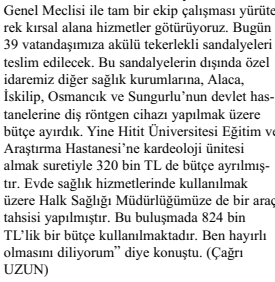 Genel Meclisi ile tam bir ekip çalışması yürüte
rek kırsal alana hizmetler götürüyoruz. Bugün
39 vatandaşımıza akülü tekerlekli sandalyeleri
teslim edilecek. Bu sandalyelerin dışında özel
idaremiz diğer sağlık kurumlarına, Alaca,
İskilip, Osmancık ve Sungurlu'nun devlet has-
tanelerine diş röntgen cihazı yapılmak üzere
bütçe ayırdık. Yine Hitit Üniversitesi Eğitim ve
Araştırma Hastanesi'ne kardeoloji ünitesi
almak suretiyle 320 bin TL de bütçe ayrılmış-
tır. Evde sağlık hizmetlerinde kullanılmak
üzere Halk Sağlığı Müdürlüğümüze de bir araç
tahsisi yapılmıştır. Bu buluşmada 824 bin
TL'lik bir bütçe kullanılmaktadır. Ben hayırlı
olmasını diliyorum” diye konuştu. (Çağrı
UZUN)